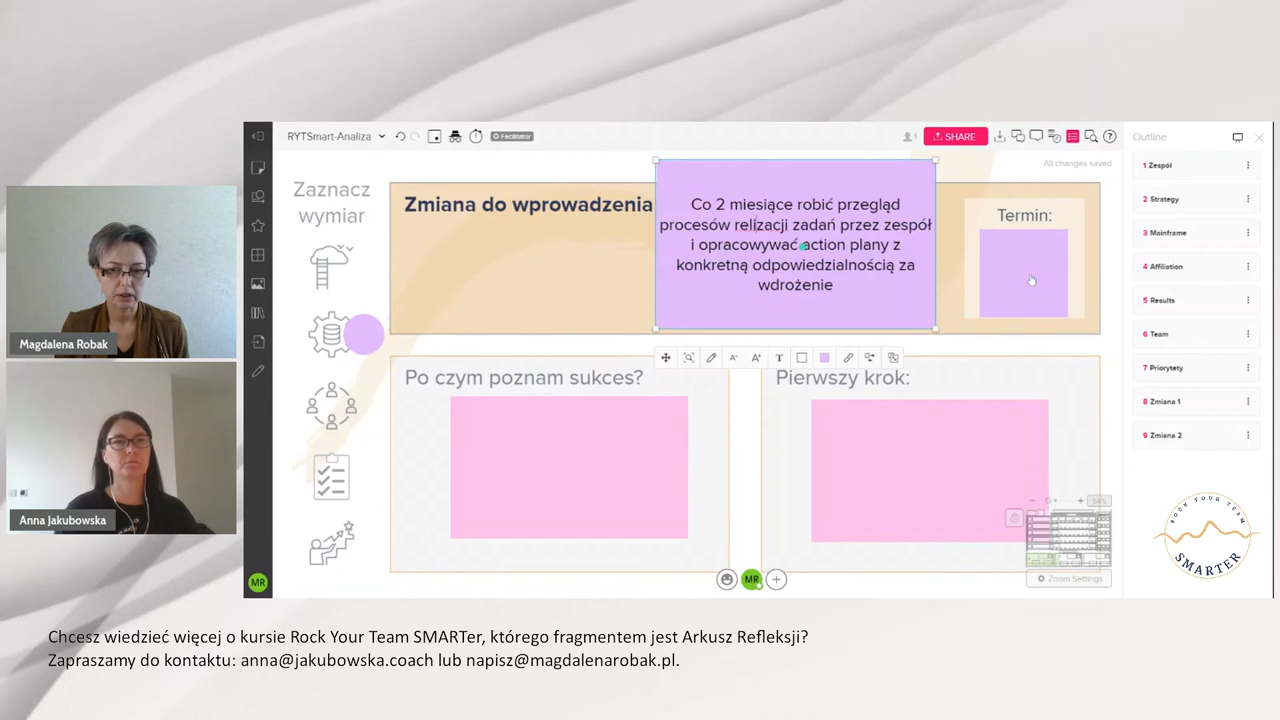 RYTSmart-Analiza
Facilitator
1
SHARE
Outline
All changes saved
Zaznacz
wymiar
Zmiana do wprowadzenia
Co 2 miesiące robić przegląd
procesów relizacji zadań przez zespół
i opracowywać action plany z
konkretną odpowiedzialnością za
wdrożenie
Termin:
1 Zespół
2 Strategy
3 Mainframe
4 Affiliation
5 Results
6 Team
7 Priorytety
8 Zmiana 1
9 Zmiana 2
Magdalena Robak
Anna Jakubowska
A-
A+
T
Po czym poznam sukces?
Pierwszy krok:
MR
MR
Zoom Settings
ROCK YOUR TEAM
SMARTER
Chcesz wiedzieć więcej o kursie Rock Your Team SMARTer, którego fragmentem jest Arkusz Refleksji?
Zapraszamy do kontaktu: anna@jakubowska.coach lub napisz@magdalenarobak.pl.